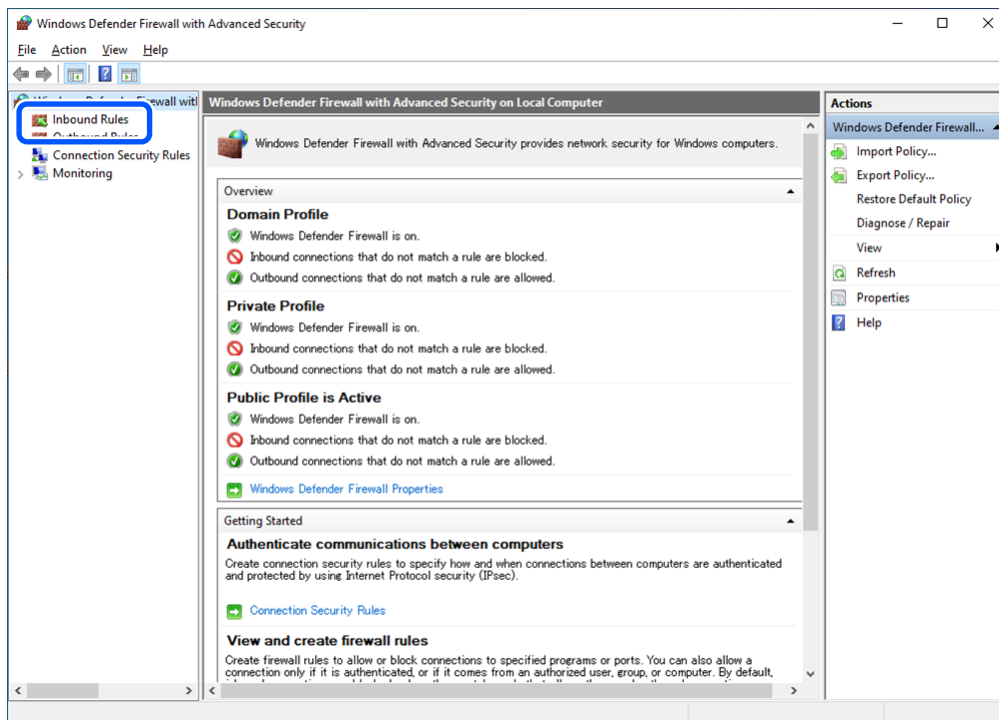 Windows Defender Firewall with Advanced Security
File Action View Help
Inbound Rules
Outbound Rules
Connection Security Rules
Monitoring
Windows Defender Firewall with Advanced Security on Local Computer
Windows Defender Firewall with Advanced Security provides network security for Windows computers.
Overview
Domain Profile
Windows Defender Firewall is on.
Inbound connections that do not match a rule are blocked.
Outbound connections that do not match a rule are allowed.
Private Profile
Windows Defender Firewall is on.
Inbound connections that do not match a rule are blocked.
Outbound connections that do not match a rule are allowed.
Public Profile is Active
Windows Defender Firewall is on.
Inbound connections that do not match a rule are blocked.
Outbound connections that do not match a rule are allowed.
Windows Defender Firewall Properties
Getting Started
Authenticate communications between computers
Create connection security rules to specify how and when connections between computers are authenticated
and protected by using Internet Protocol security (IPsec).
Connection Security Rules
View and create firewall rules
Create firewall rules to allow or block connections to specified programs or ports. You can also allow a
connection only if it is authenticated, or if it comes from an authorized user, group, or computer. By default,
Actions
Windows Defender Firewall...
Import Policy...
Export Policy...
Restore Default Policy
Diagnose / Repair
View
Refresh
Properties
Help